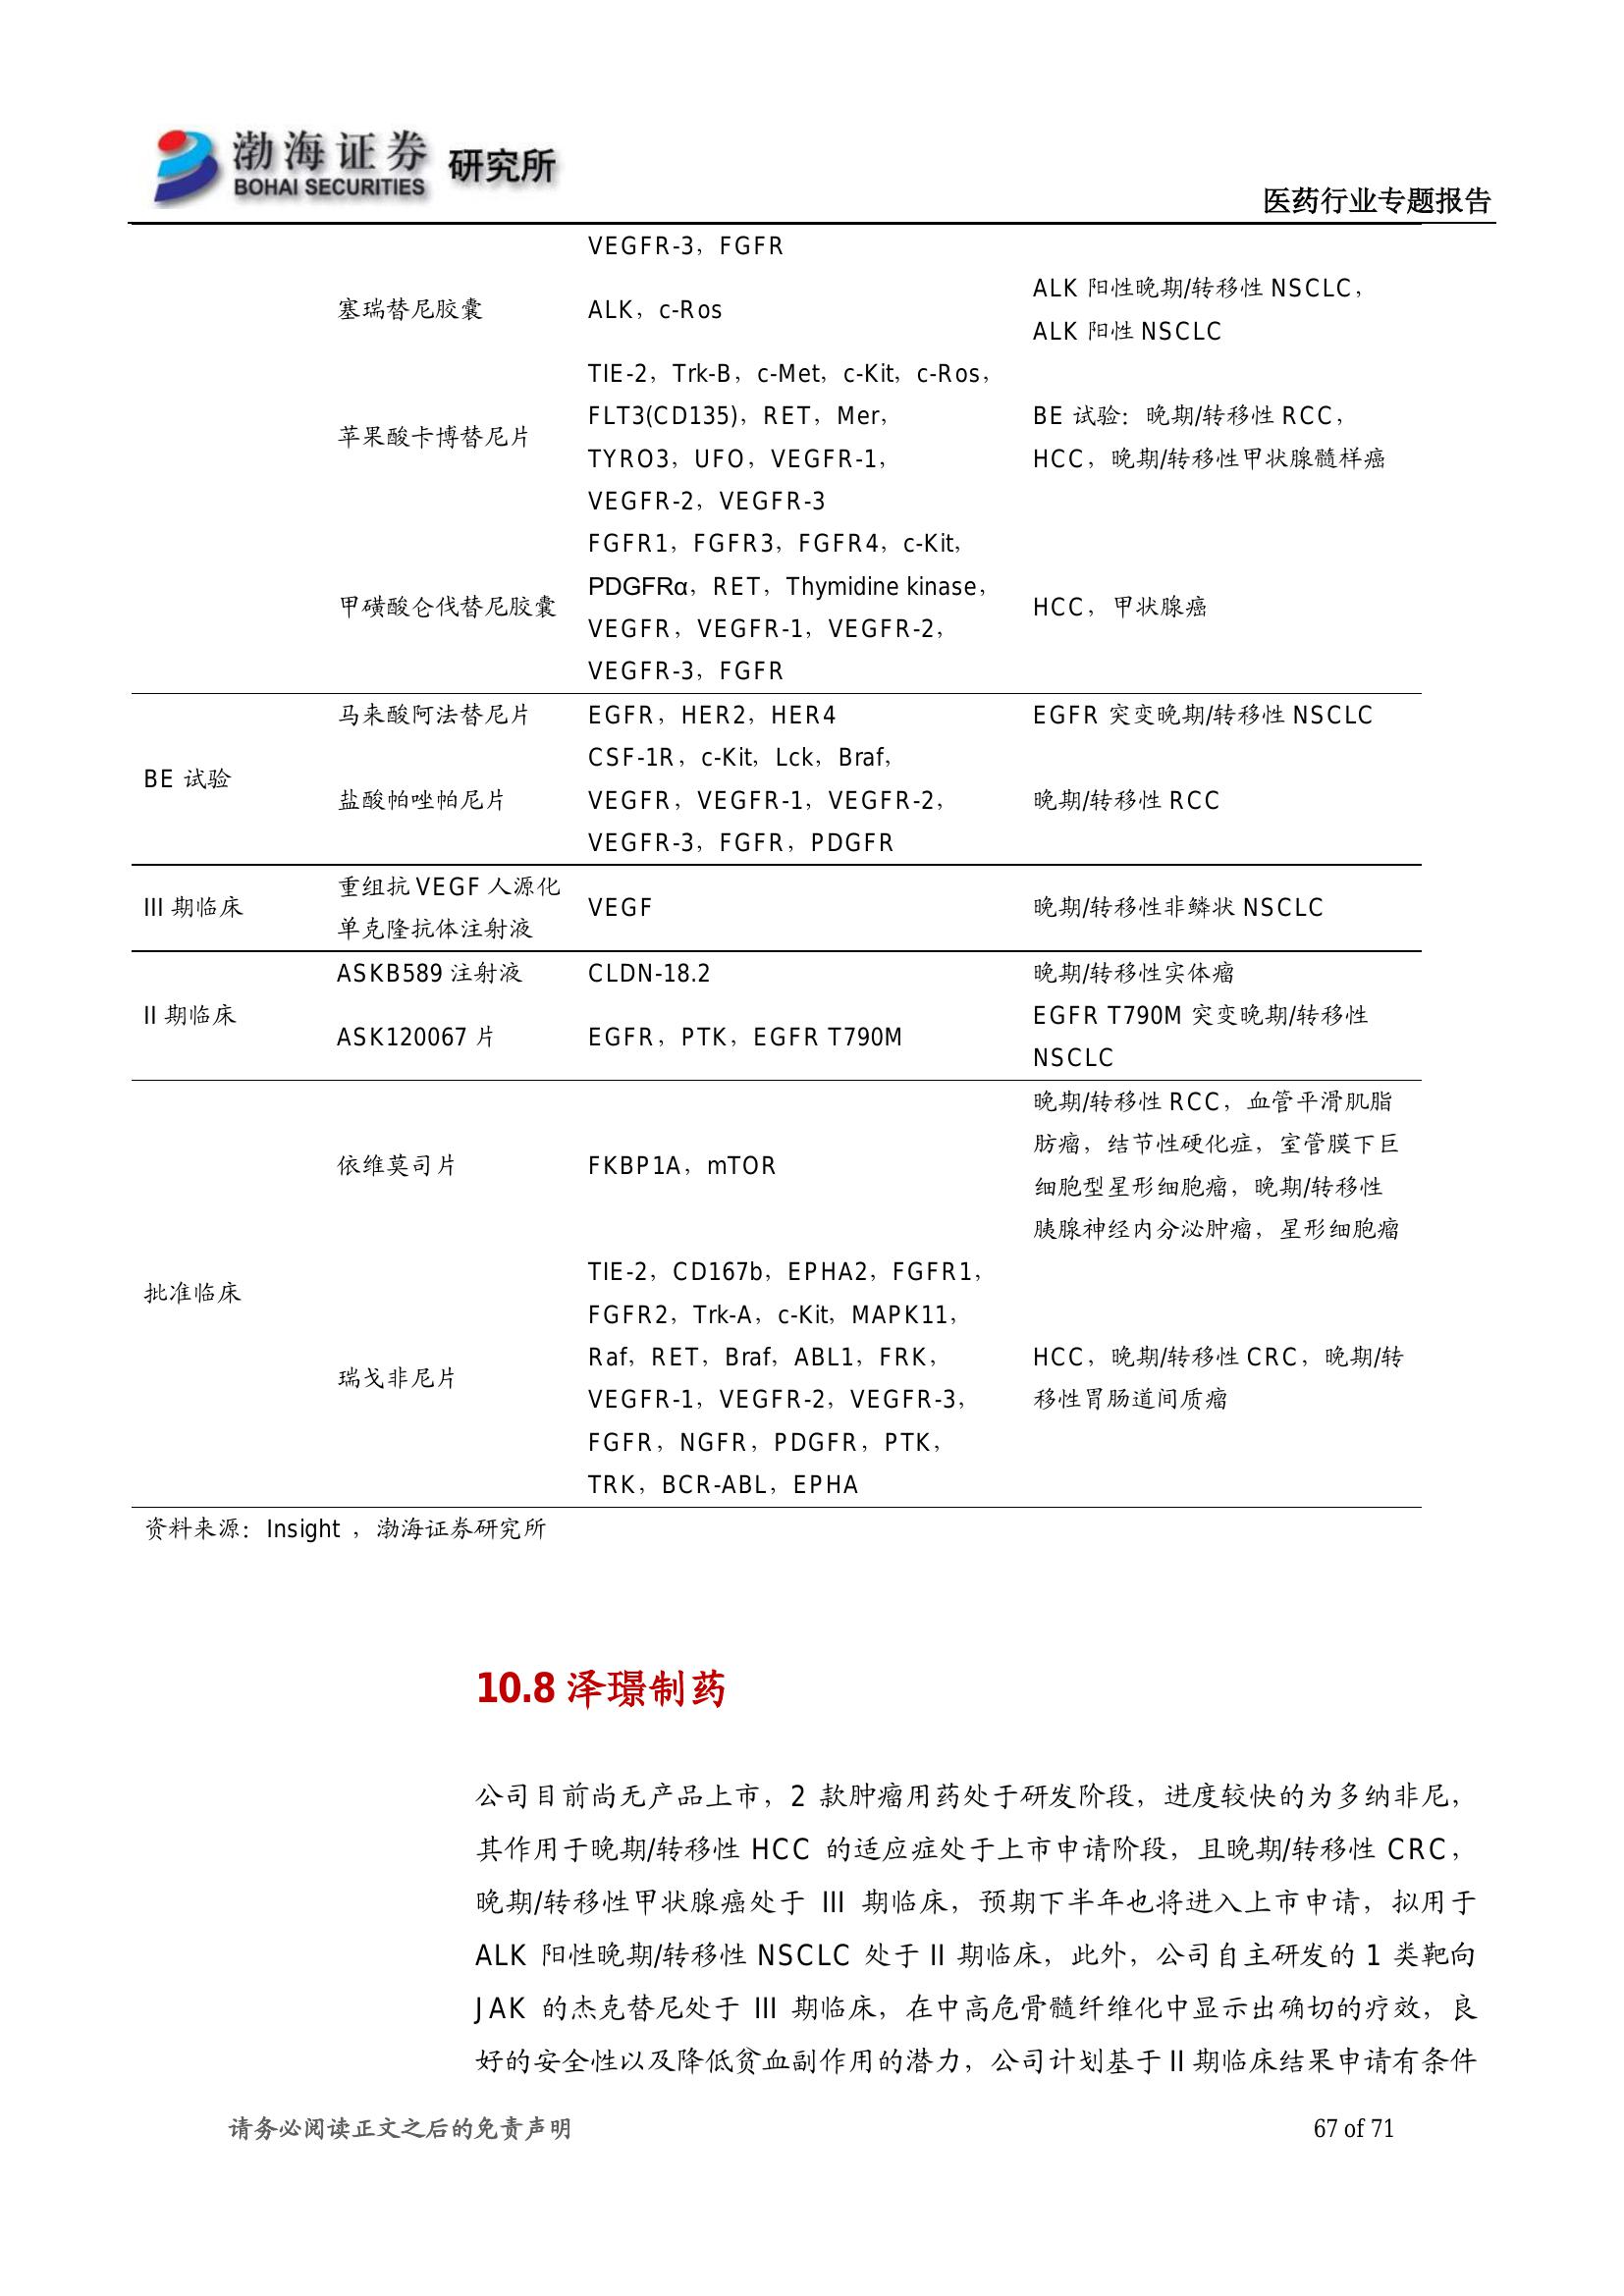 渤海证券 研究所
BOHAI SECURITIES
医药行业专题报告
VEGFR-3，FGFR
塞瑞替尼胶囊
ALK，c-Ros
ALK 阳性晚期/转移性 NSCLC，
ALK 阳性 NSCLC
苹果酸卡博替尼片
TIE-2，Trk-B，c-Met，c-Kit，c-Ros，
FLT3(CD135)，RET，Mer，
TYRO3，UFO，VEGFR-1，
VEGFR-2，VEGFR-3
BE 试验：晚期/转移性 RCC，
HCC，晚期/转移性甲状腺髓样癌
甲磺酸仑伐替尼胶囊
FGFR1，FGFR3，FGFR4，c-Kit，
PDGFRα，RET，Thymidine kinase，
VEGFR，VEGFR-1，VEGFR-2，
VEGFR-3，FGFR
HCC，甲状腺癌
BE 试验
马来酸阿法替尼片
EGFR，HER2，HER4
EGFR 突变晚期/转移性 NSCLC
盐酸帕唑帕尼片
CSF-1R，c-Kit，Lck，Braf，
VEGFR，VEGFR-1，VEGFR-2，
VEGFR-3，FGFR，PDGFR
晚期/转移性 RCC
III 期临床
重组抗 VEGF 人源化
单克隆抗体注射液
VEGF
晚期/转移性非鳞状 NSCLC
II 期临床
ASKB589 注射液
CLDN-18.2
晚期/转移性实体瘤
ASK120067 片
EGFR，PTK，EGFR T790M
EGFR T790M 突变晚期/转移性
NSCLC
批准临床
依维莫司片
FKBP1A，mTOR
晚期/转移性 RCC，血管平滑肌脂
肪瘤，结节性硬化症，室管膜下巨
细胞型星形细胞瘤，晚期/转移性
胰腺神经内分泌肿瘤，星形细胞瘤
瑞戈非尼片
TIE-2，CD167b，EPHA2，FGFR1，
FGFR2，Trk-A，c-Kit，MAPK11，
Raf，RET，Braf，ABL1，FRK，
VEGFR-1，VEGFR-2，VEGFR-3，
FGFR，NGFR，PDGFR，PTK，
TRK，BCR-ABL，EPHA
HCC，晚期/转移性 CRC，晚期/转
移性胃肠道间质瘤
资料来源：Insight ，渤海证券研究所
10.8 泽璟制药
公司目前尚无产品上市，2 款肿瘤用药处于研发阶段，进度较快的为多纳非尼，
其作用于晚期/转移性 HCC 的适应症处于上市申请阶段，且晚期/转移性 CRC，
晚期/转移性甲状腺癌处于 III 期临床，预期下半年也将进入上市申请，拟用于
ALK 阳性晚期/转移性 NSCLC 处于 II 期临床，此外，公司自主研发的 1 类靶向
JAK 的杰克替尼处于 III 期临床，在中高危骨髓纤维化中显示出确切的疗效，良
好的安全性以及降低贫血副作用的潜力，公司计划基于 II 期临床结果申请有条件
请务必阅读正文之后的免责声明
67 of 71